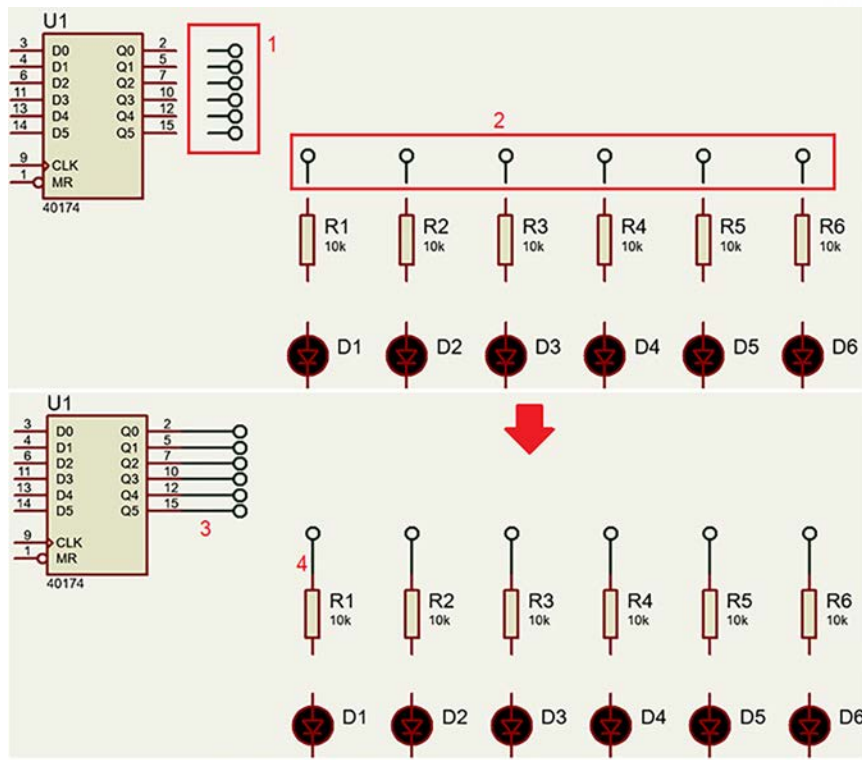 U1
1
3 D0 Q0 2
4 D1 Q1 5
6 D2 Q2 7
11 D3 Q3 10
13 D4 Q4 12
14 D5 Q5 15
9 CLK
1 MR
40174
2
R1 R2 R3 R4 R5 R6
10k 10k 10k 10k 10k 10k
D1 D2 D3 D4 D5 D6
U1
3 D0 Q0 2
4 D1 Q1 5
6 D2 Q2 7
11 D3 Q3 10
13 D4 Q4 12
14 D5 Q5 15
3
9 CLK
1 MR
40174
4
R1 R2 R3 R4 R5 R6
10k 10k 10k 10k 10k 10k
D1 D2 D3 D4 D5 D6